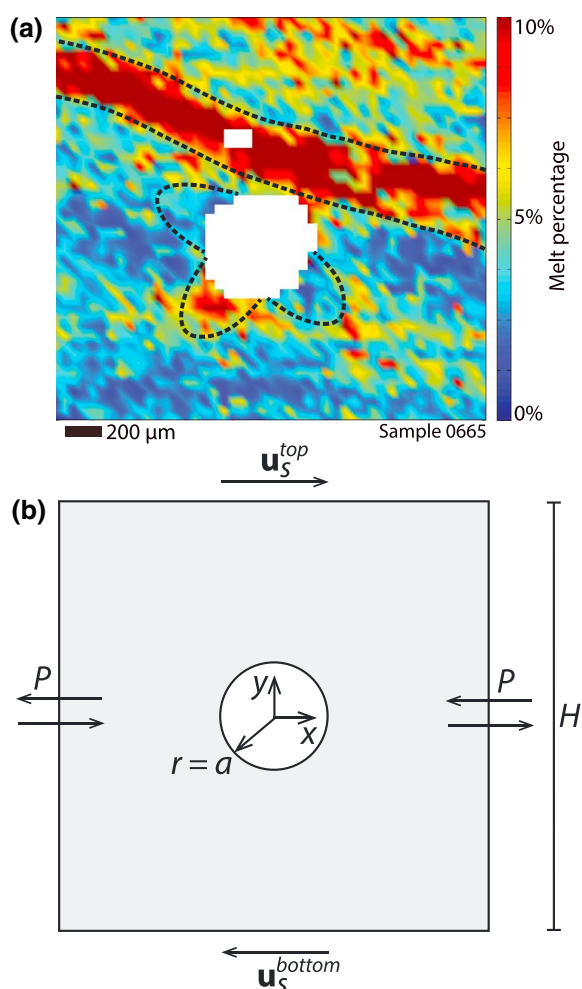 (a)
10%
5%
0%
Melt percentage
200 µm
Sample 0665
u_S^top
(b)
P
P
H
y
x
r = a
u_S^bottom